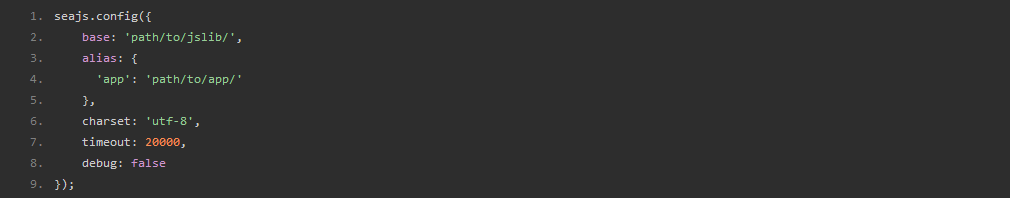 1. seajs.config({
2.     base: 'path/to/jslib/',
3.     alias: {
4.       'app': 'path/to/app/'
5.     },
6.     charset: 'utf-8',
7.     timeout: 20000,
8.     debug: false
9. });